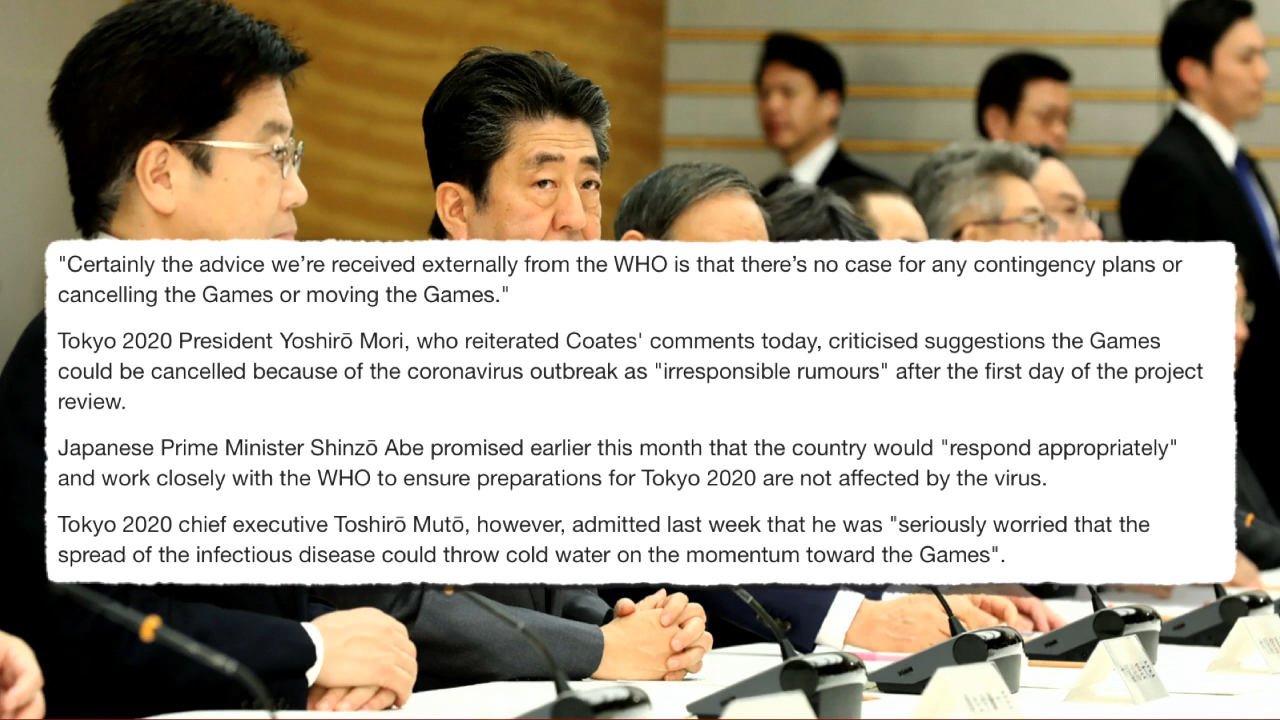 "Certainly the advice we’re received externally from the WHO is that there’s no case for any contingency plans or
cancelling the Games or moving the Games."
Tokyo 2020 President Yoshirō Mori, who reiterated Coates' comments today, criticised suggestions the Games
could be cancelled because of the coronavirus outbreak as "irresponsible rumours" after the first day of the project
review.
Japanese Prime Minister Shinzō Abe promised earlier this month that the country would "respond appropriately"
and work closely with the WHO to ensure preparations for Tokyo 2020 are not affected by the virus.
Tokyo 2020 chief executive Toshirō Mutō, however, admitted last week that he was "seriously worried that the
spread of the infectious disease could throw cold water on the momentum toward the Games".